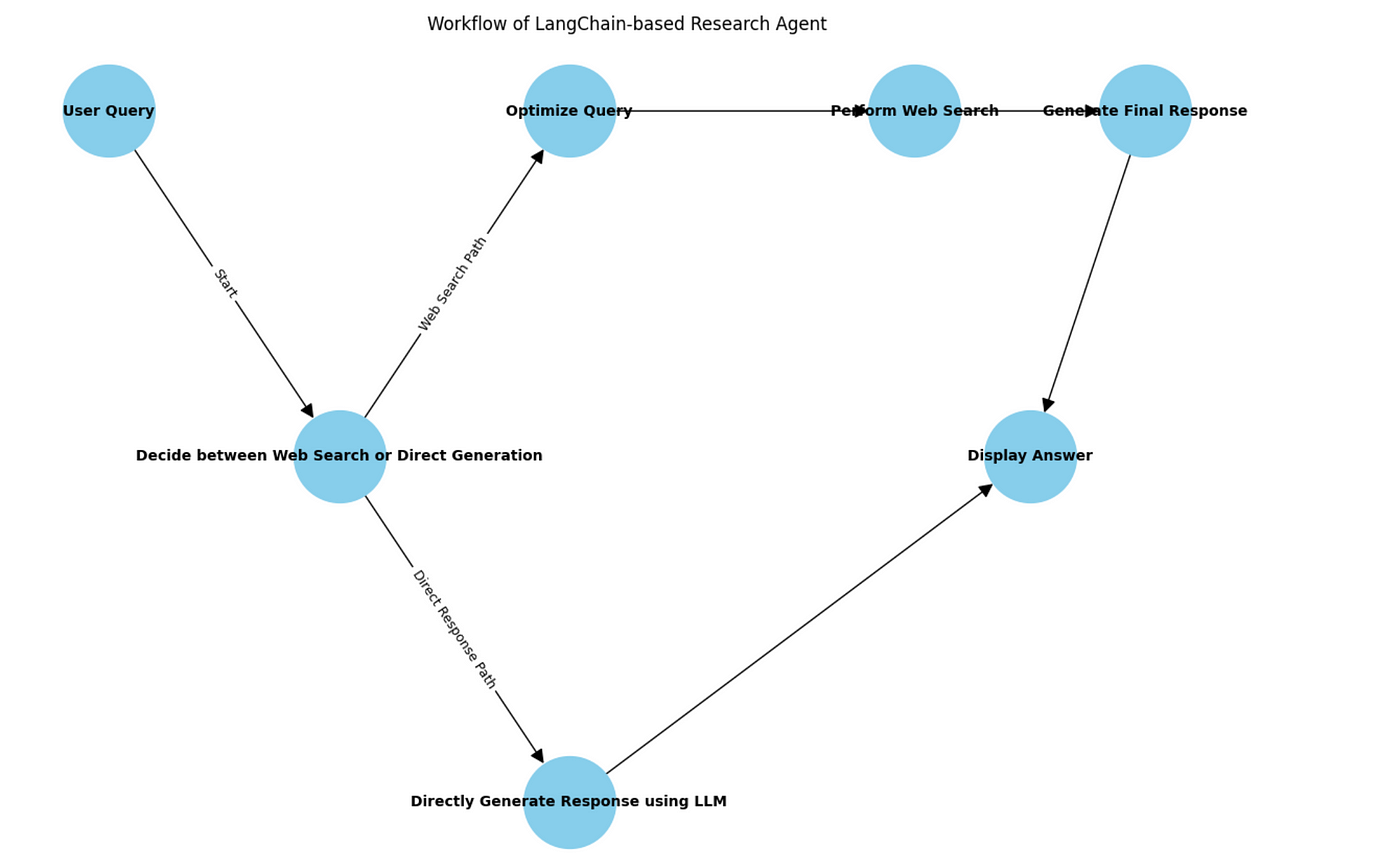 Workflow of LangChain-based Research Agent
User Query
Optimize Query
Perform Web Search
Generate Final Response
Start
Web Search Path
Decide between Web Search or Direct Generation
Display Answer
Direct Response Path
Directly Generate Response using LLM